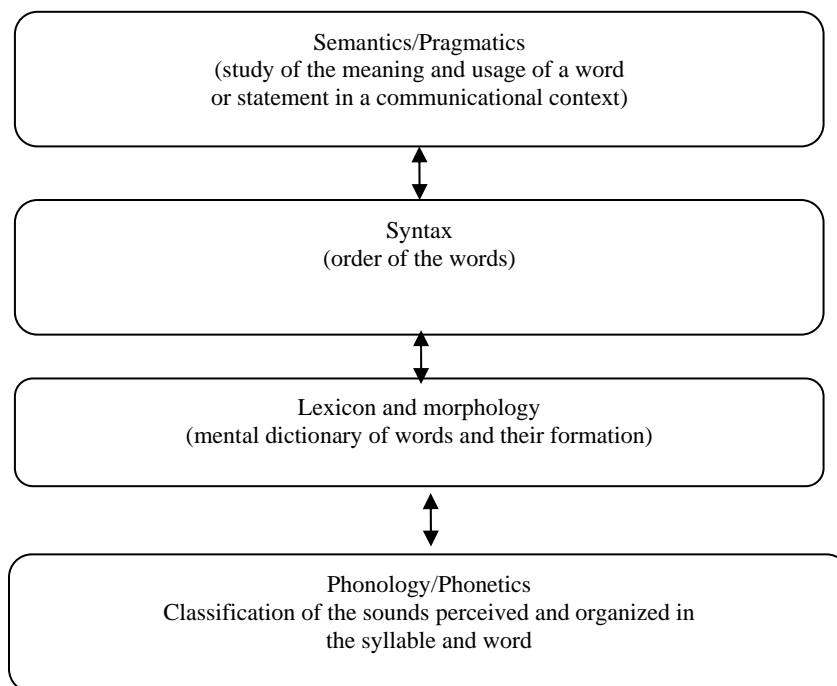 Semantics/Pragmatics
(study of the meaning and usage of a word
or statement in a communicational context)
Syntax
(order of the words)
Lexicon and morphology
(mental dictionary of words and their formation)
Phonology/Phonetics
Classification of the sounds perceived and organized in
the syllable and word